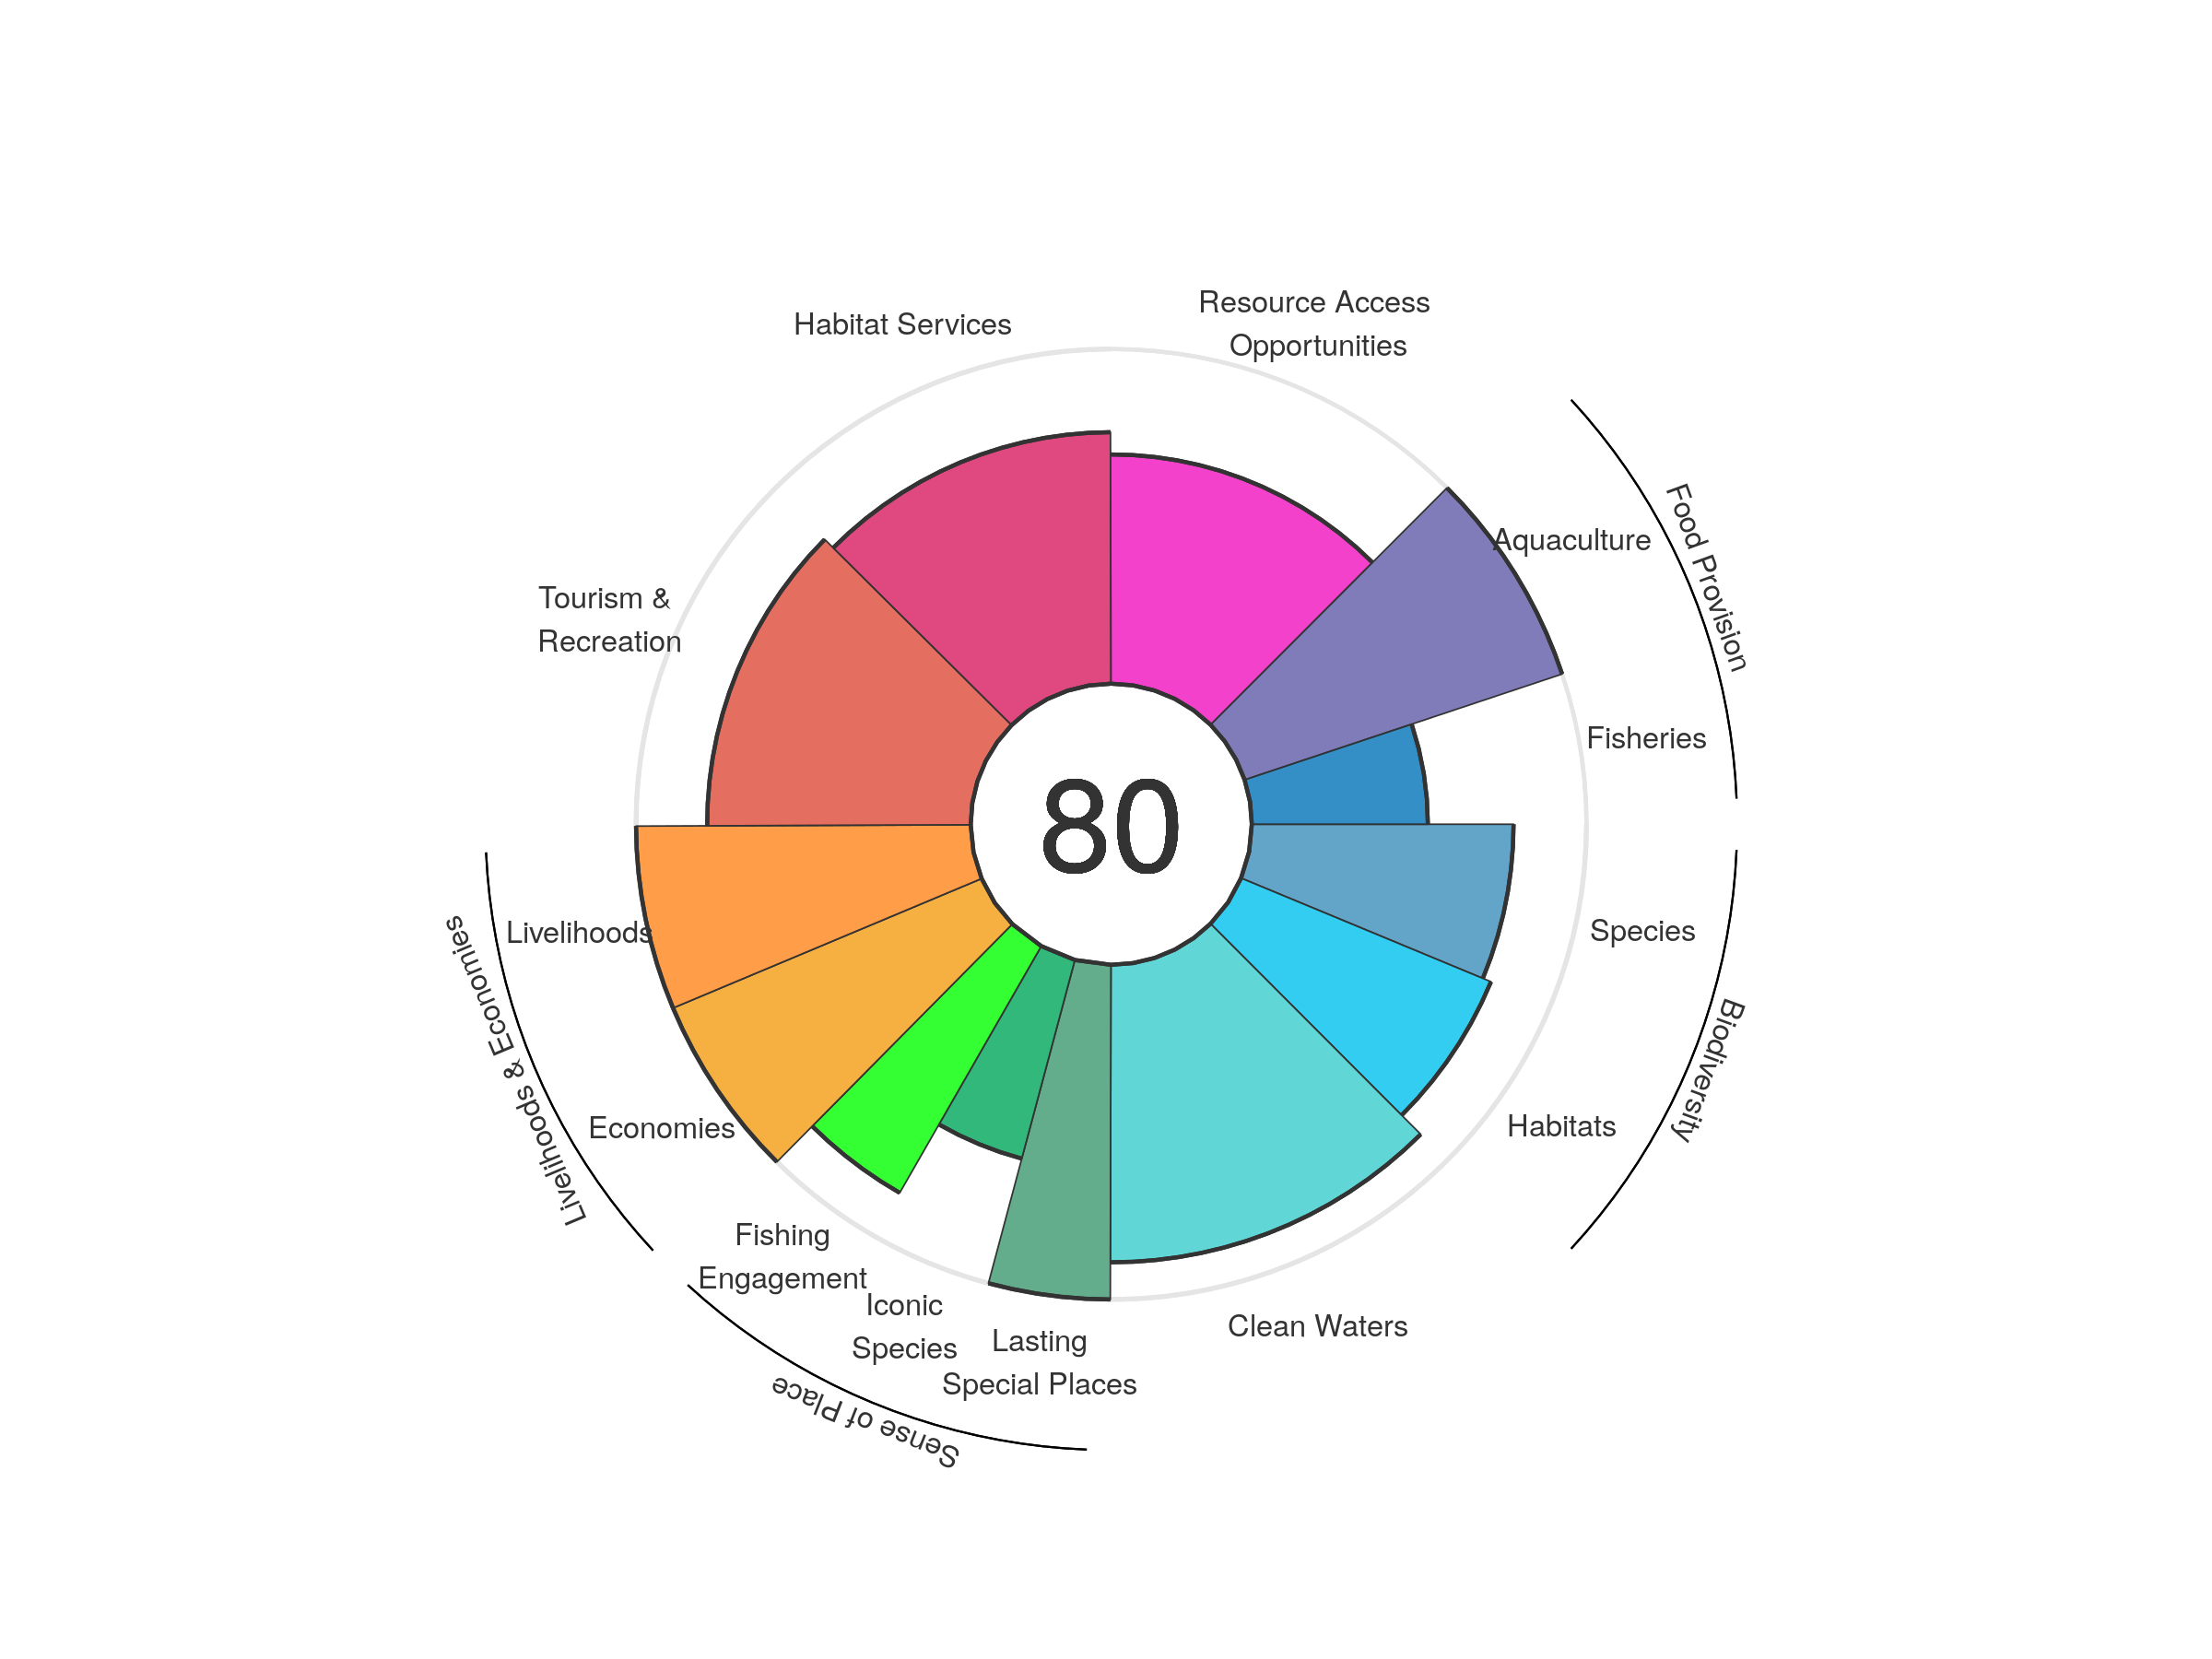 Resource Access
Opportunities
Habitat Services
Food Provision
Aquaculture
Tourism &
Recreation
Fisheries
80
Livelihoods
Species
Livelihoods & Economies
Biodiversity
Economies
Habitats
Fishing
Engagement
Iconic
Species
Lasting
Special Places
Clean Waters
Sense of Place